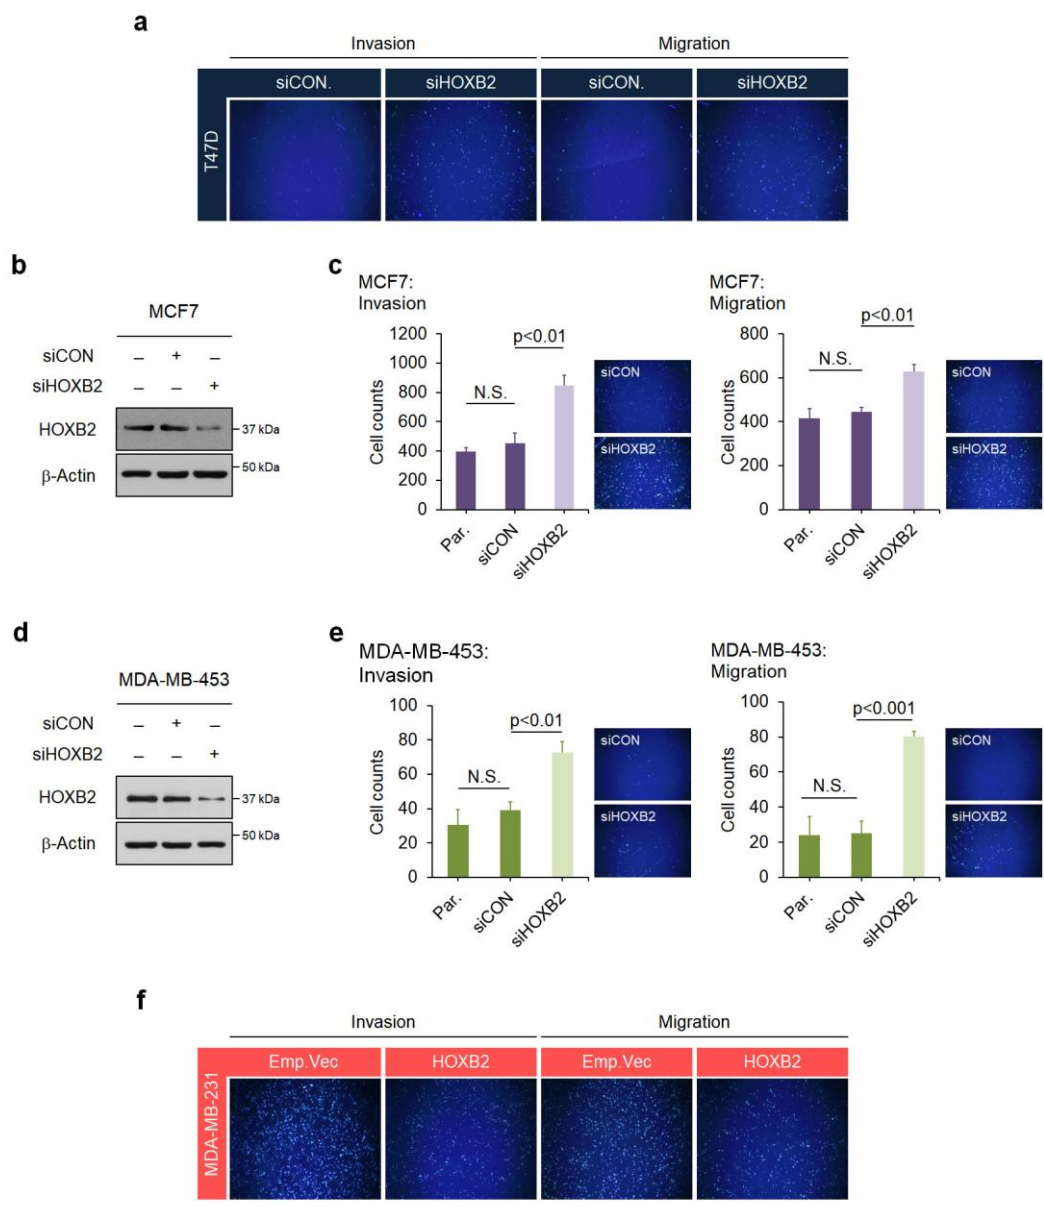 a
Invasion Migration
siCON. siHOXB2 siCON. siHOXB2
T47D
b
MCF7
siCON – + –
siHOXB2 – – +
HOXB2 37 kDa
β-Actin 50 kDa
c
MCF7:
Invasion
Cell counts
1200
1000
800
600
400
200
0
N.S.
p<0.01
Par. siCON siHOXB2
siCON
siHOXB2
MCF7:
Migration
Cell counts
800
600
400
200
0
N.S.
p<0.01
Par. siCON siHOXB2
siCON
siHOXB2
d
MDA-MB-453
siCON – + –
siHOXB2 – – +
HOXB2 37 kDa
β-Actin 50 kDa
e
MDA-MB-453:
Invasion
Cell counts
100
80
60
40
20
0
N.S.
p<0.01
Par. siCON siHOXB2
siCON
siHOXB2
MDA-MB-453:
Migration
Cell counts
100
80
60
40
20
0
N.S.
p<0.001
Par. siCON siHOXB2
siCON
siHOXB2
f
Invasion Migration
Emp.Vec HOXB2 Emp.Vec HOXB2
MDA-MB-231